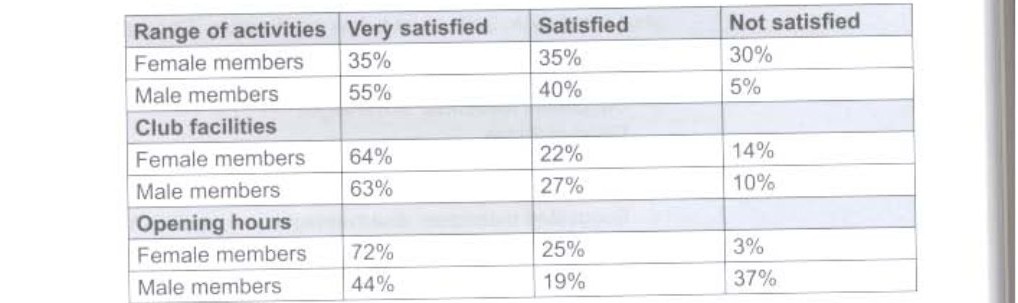 Range of activities Very satisfied Satisfied Not satisfied
Female members 35% 35% 30%
Male members 55% 40% 5%
Club facilities
Female members 64% 22% 14%
Male members 63% 27% 10%
Opening hours
Female members 72% 25% 3%
Male members 44% 19% 37%